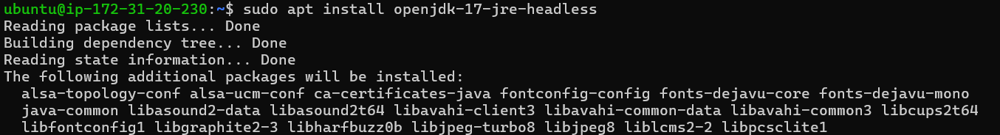 ubuntu@ip-172-31-20-230:~$ sudo apt install openjdk-17-jre-headless
Reading package lists... Done
Building dependency tree... Done
Reading state information... Done
The following additional packages will be installed:
  alsa-topology-conf alsa-ucm-conf ca-certificates-java fontconfig-config fonts-dejavu-core fonts-dejavu-mono
  java-common libasound2-data libasound2t64 libavahi-client3 libavahi-common-data libavahi-common3 libcups2t64
  libfontconfig1 libgraphite2-3 libharfbuzz0b libjpeg-turbo8 libjpeg8 liblcms2-2 libpcsclite1